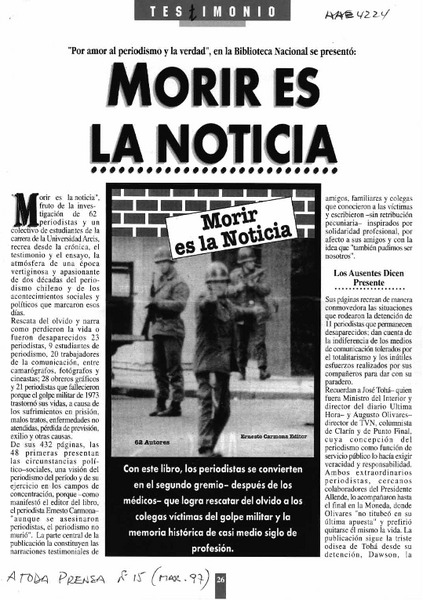 TESTIMONIO
AAE4224
"Por amor al periodismo y la verdad", en la Biblioteca Nacional se presentó:
MORIR ES
LA NOTICIA
Morir es la noticia",
fruto de la inves-
tigación de 62
periodistas y un
colectivo de estudiantes de la
carrera de la Universidad Arcis,
recrea desde la crónica, el
testimonio y el ensayo, la
atmósfera de una época
vertiginosa y apasionante
de dos décadas del perio-
dismo chileno y de los
acontecimientos sociales y
políticos que marcaron esos
días.
Rescata del olvido y narra
como perdieron la vida o
fueron desaparecidos 23
periodistas, 9 estudiantes de
periodismo, 20 trabajadores
de la comunicación, entre
camarógrafos, fotógrafos y
cineastas; 28 obreros gráficos
y 21 periodistas que fallecieron
porque el golpe militar de 1973
trastornó sus vidas, a causa de
los sufrimientos en prisión,
malos tratos, enfermedades no
atendidas, pérdida de previsión,
exilio y otras causas.
De sus 432 páginas, las
48 primeras presentan
las circunstancias polí-
tico-sociales, una visión del
periodismo del período y de su
ejercicio en los campos de
concentración, porque –como
manifestó el editor del libro,
el periodista Ernesto Carmona–
"aunque se asesinaron
periodistas, el periodismo no
murió". La parte central de la
publicación la constituyen las
narraciones testimoniales de
Morir
es la Noticia
62 Autores
Ernesto Carmona Editor
Con este libro, los periodistas se convierten
en el segundo gremio– después de los
médicos– que logra rescatar del olvido a los
colegas víctimas del golpe militar y la
memoria histórica de casi medio siglo de
profesión.
amigos, familiares y colegas
que conocieron a las víctimas
y escribieron –sin retribución
pecuniaria– inspirados por
solidaridad profesional, por
afecto a sus amigos y con la
idea que "también pudimos ser
nosotros".
Los Ausentes Dicen
Presente
Sus páginas recrean de manera
conmovedora las situaciones
que rodearon la detención de
11 periodistas que permanecen
desaparecidos; dan cuenta de
la indiferencia de los medios
de comunicación tolerados por
el totalitarismo y los inútiles
esfuerzos realizados por sus
compañeros para dar con su
paradero.
Recuerdan a José Tohá– quien
fuera Ministro del Interior y
director del diario Ultima
Hora– y Augusto Olivares–
director de TVN, columnista
de Clarín y de Punto Final,
cuya concepción del
periodismo como función de
servicio público lo hacía exigir
veracidad y responsabilidad.
Ambos extraordinarios
periodistas, cercanos
colaboradores del Presidente
Allende, lo acompañaron hasta
el final en la Moneda, donde
Olivares "no titubeó en su
última apuesta" y prefirió
quitarse él mismo la vida. La
publicación sigue la triste
odisea de Tohá desde su
detención, Dawson, la
A TODA PRENSA Nº 15 (MAR. 97)
26